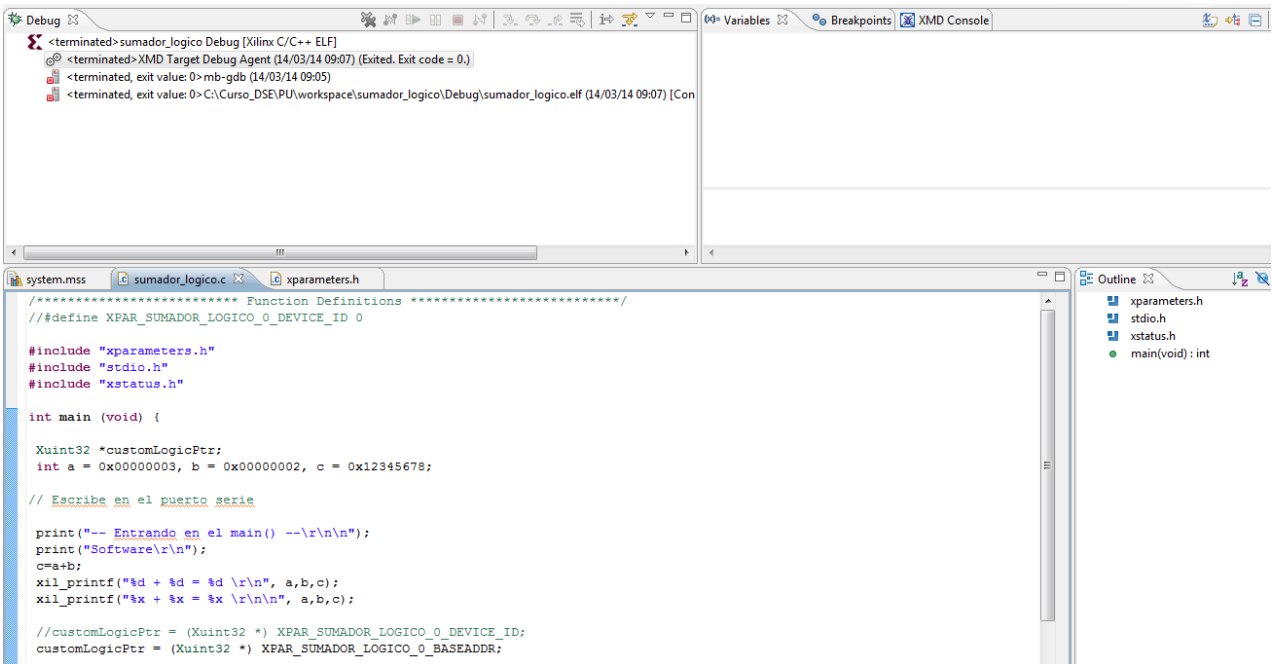 Debug
<terminated>sumador_logico Debug [Xilinx C/C++ ELF]
<terminated>XMD Target Debug Agent (14/03/14 09:07) (Exited. Exit code = 0.)
<terminated, exit value: 0>mb-gdb (14/03/14 09:05)
<terminated, exit value: 0>C:\Curso_DSE\PU\workspace\sumador_logico\Debug\sumador_logico.elf (14/03/14 09:07) [Con
(x)= Variables Breakpoints XMD Console
system.mss sumador_logico.c xparameters.h
/************************** Function Definitions ***************************/
//#define XPAR_SUMADOR_LOGICO_0_DEVICE_ID 0
#include "xparameters.h"
#include "stdio.h"
#include "xstatus.h"
int main (void) {
Xuint32 *customLogicPtr;
int a = 0x00000003, b = 0x00000002, c = 0x12345678;
// Escribe en el puerto serie
print("-- Entrando en el main() --\r\n\n");
print("Software\r\n");
c=a+b;
xil_printf("%d + %d = %d \r\n", a,b,c);
xil_printf("%x + %x = %x \r\n\n", a,b,c);
//customLogicPtr = (Xuint32 *) XPAR_SUMADOR_LOGICO_0_DEVICE_ID;
customLogicPtr = (Xuint32 *) XPAR_SUMADOR_LOGICO_0_BASEADDR;
Outline
xparameters.h
stdio.h
xstatus.h
main(void) : int